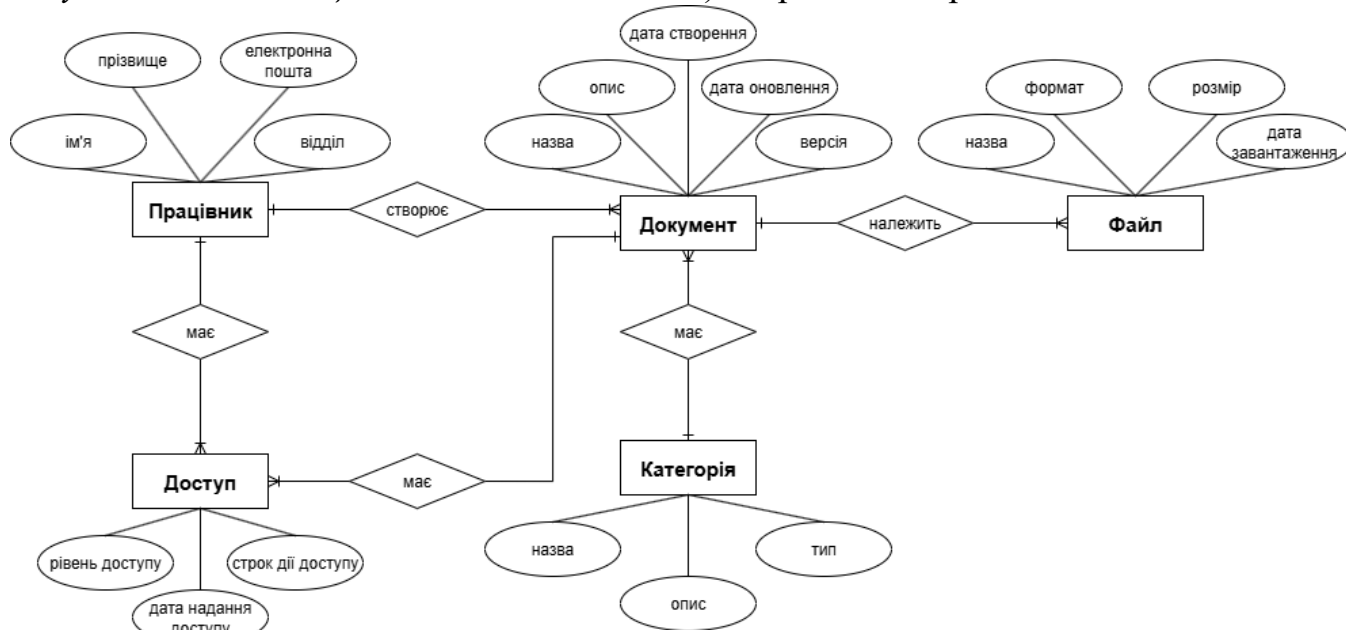 дата створення
прізвище
електронна
пошта
опис
дата оновлення
формат
розмір
ім'я
відділ
назва
версія
назва
дата
завантаження
Працівник
створює
Документ
належить
Файл
має
має
Доступ
має
Категорія
рівень доступу
строк дії доступу
назва
тип
дата надання
доступу
опис